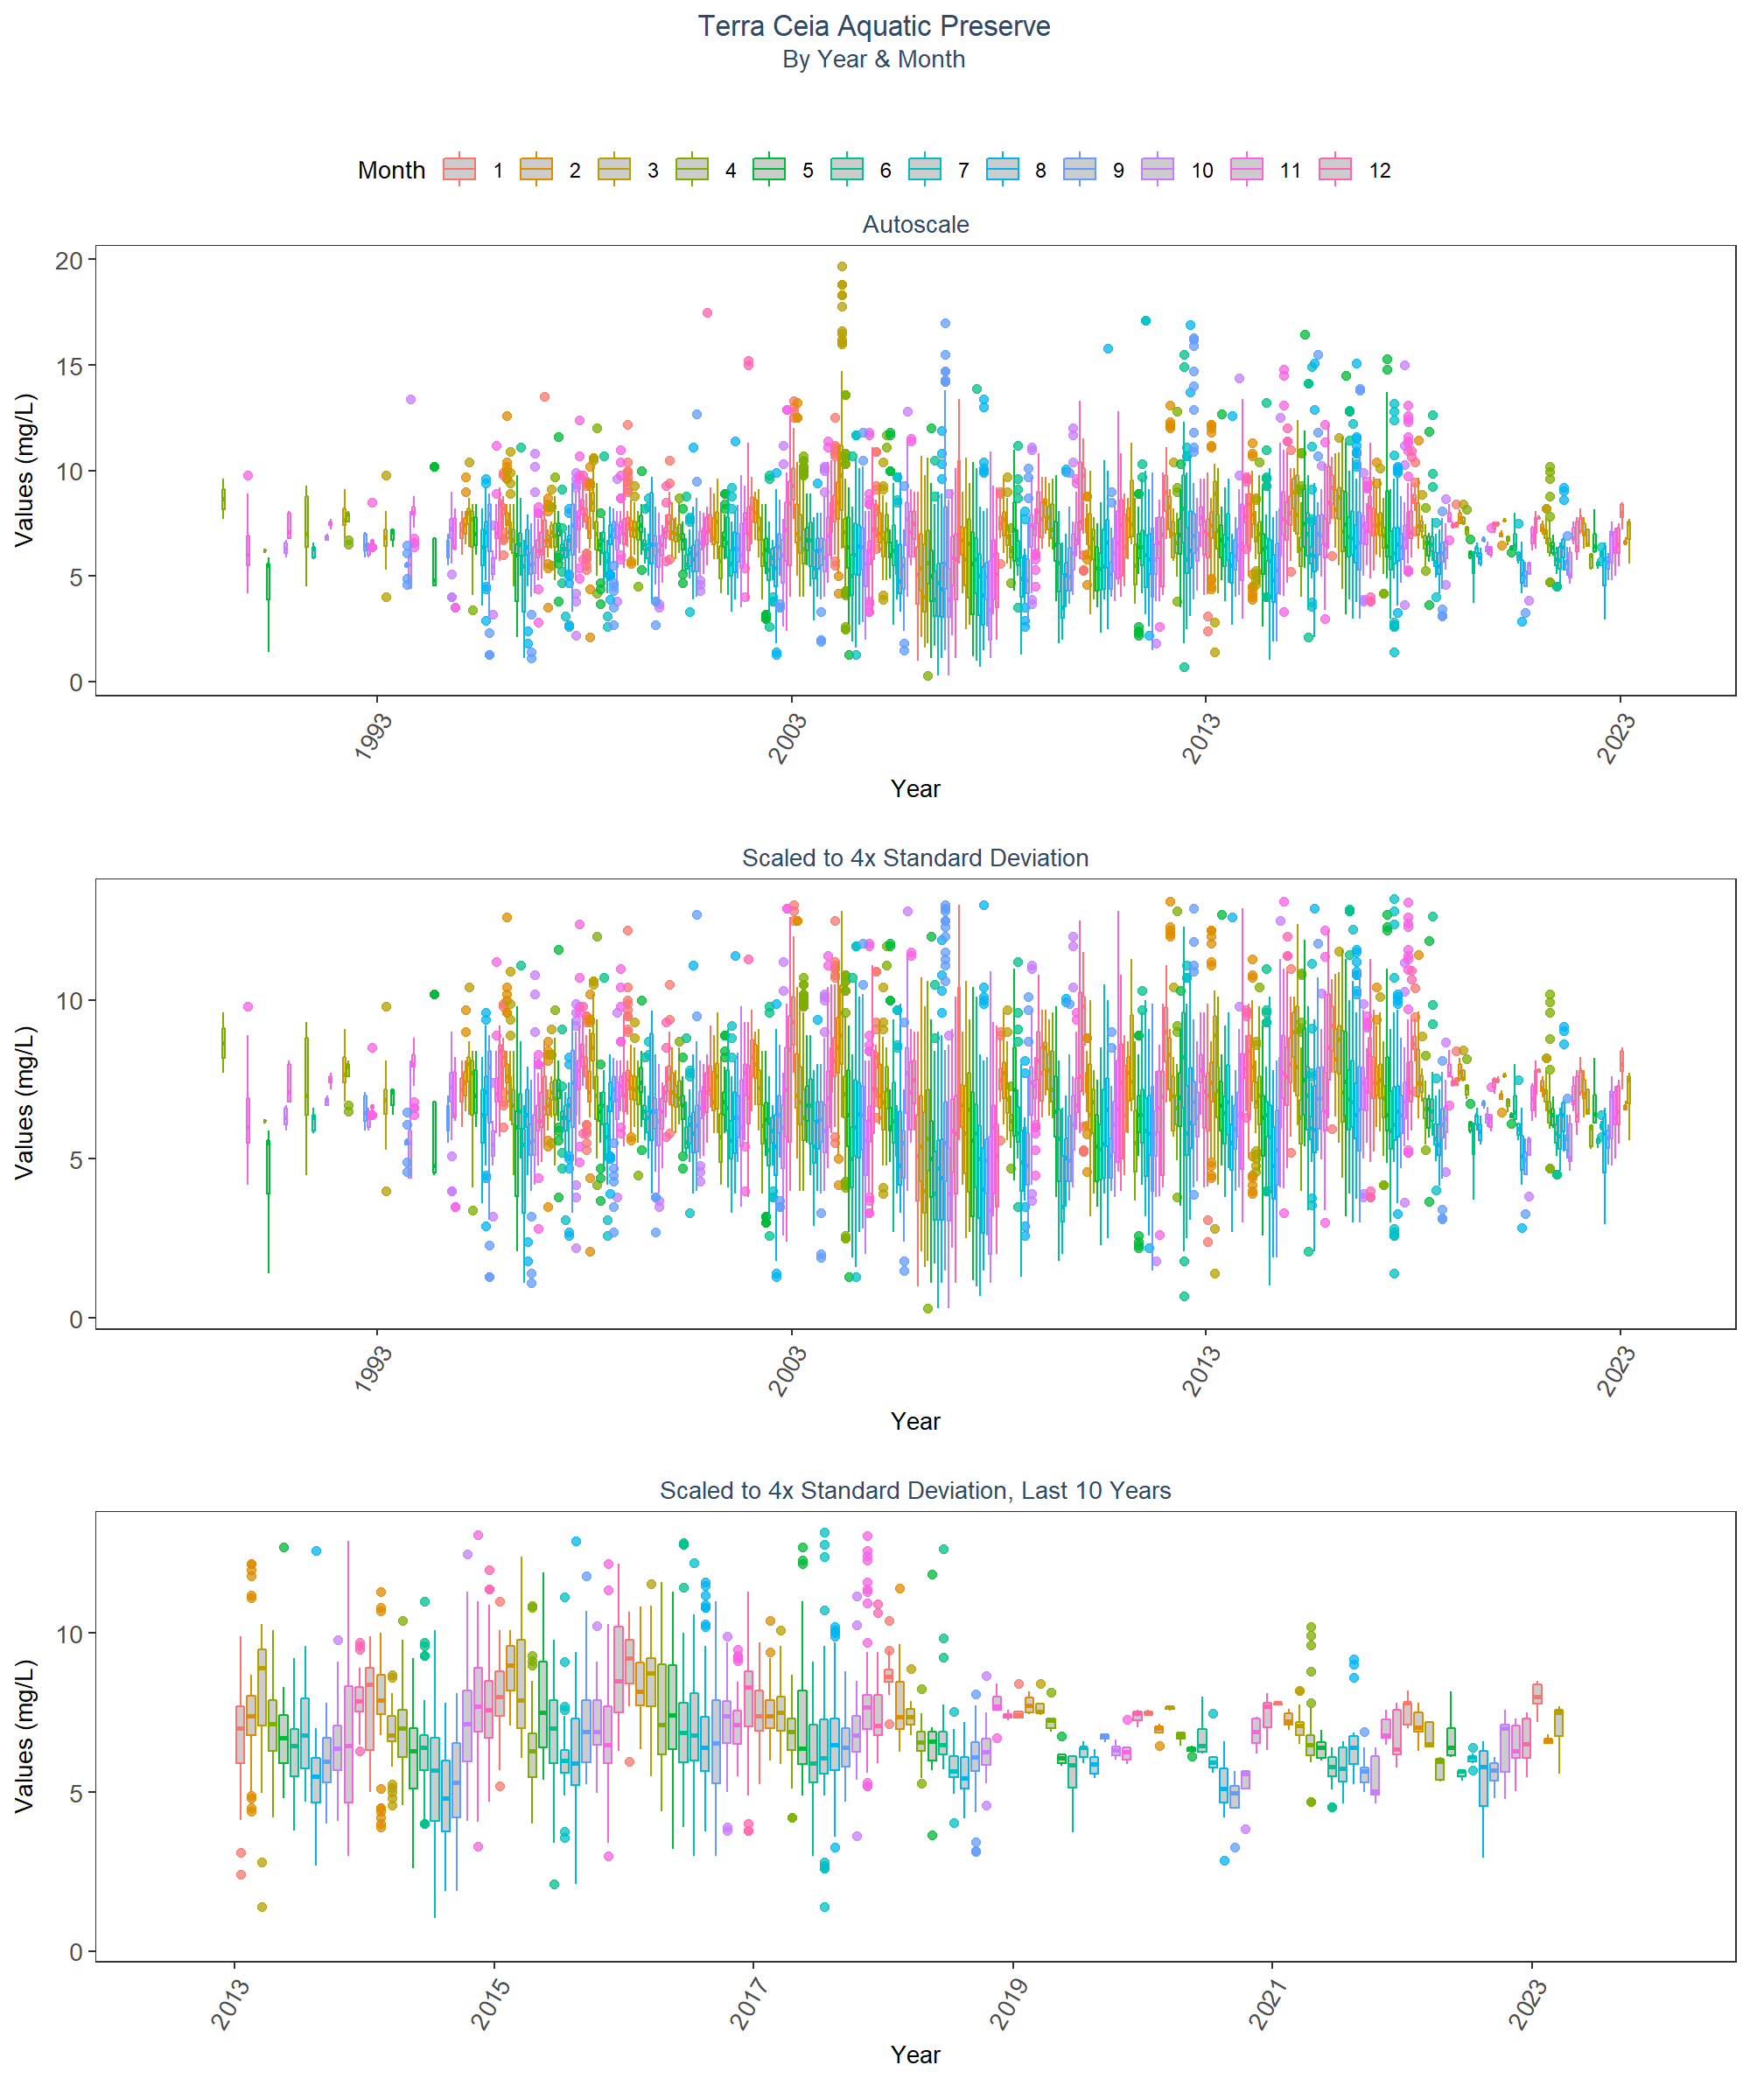 Terra Ceia Aquatic Preserve
By Year & Month
Month 1 2 3 4 5 6 7 8 9 10 11 12
Autoscale
Values (mg/L)
20
15
10
5
0
1993 2003 2013 2023
Year
Scaled to 4x Standard Deviation
Values (mg/L)
10
5
0
1993 2003 2013 2023
Year
Scaled to 4x Standard Deviation, Last 10 Years
Values (mg/L)
10
5
0
2013 2015 2017 2019 2021 2023
Year